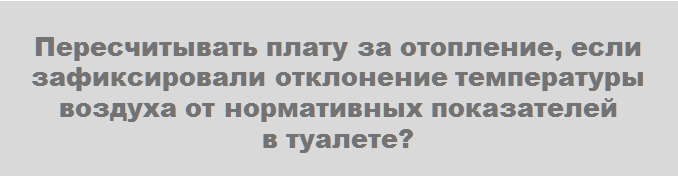 Пересчитывать плату за отопление, если
зафиксировали отклонение температуры
воздуха от нормативных показателей
в туалете?